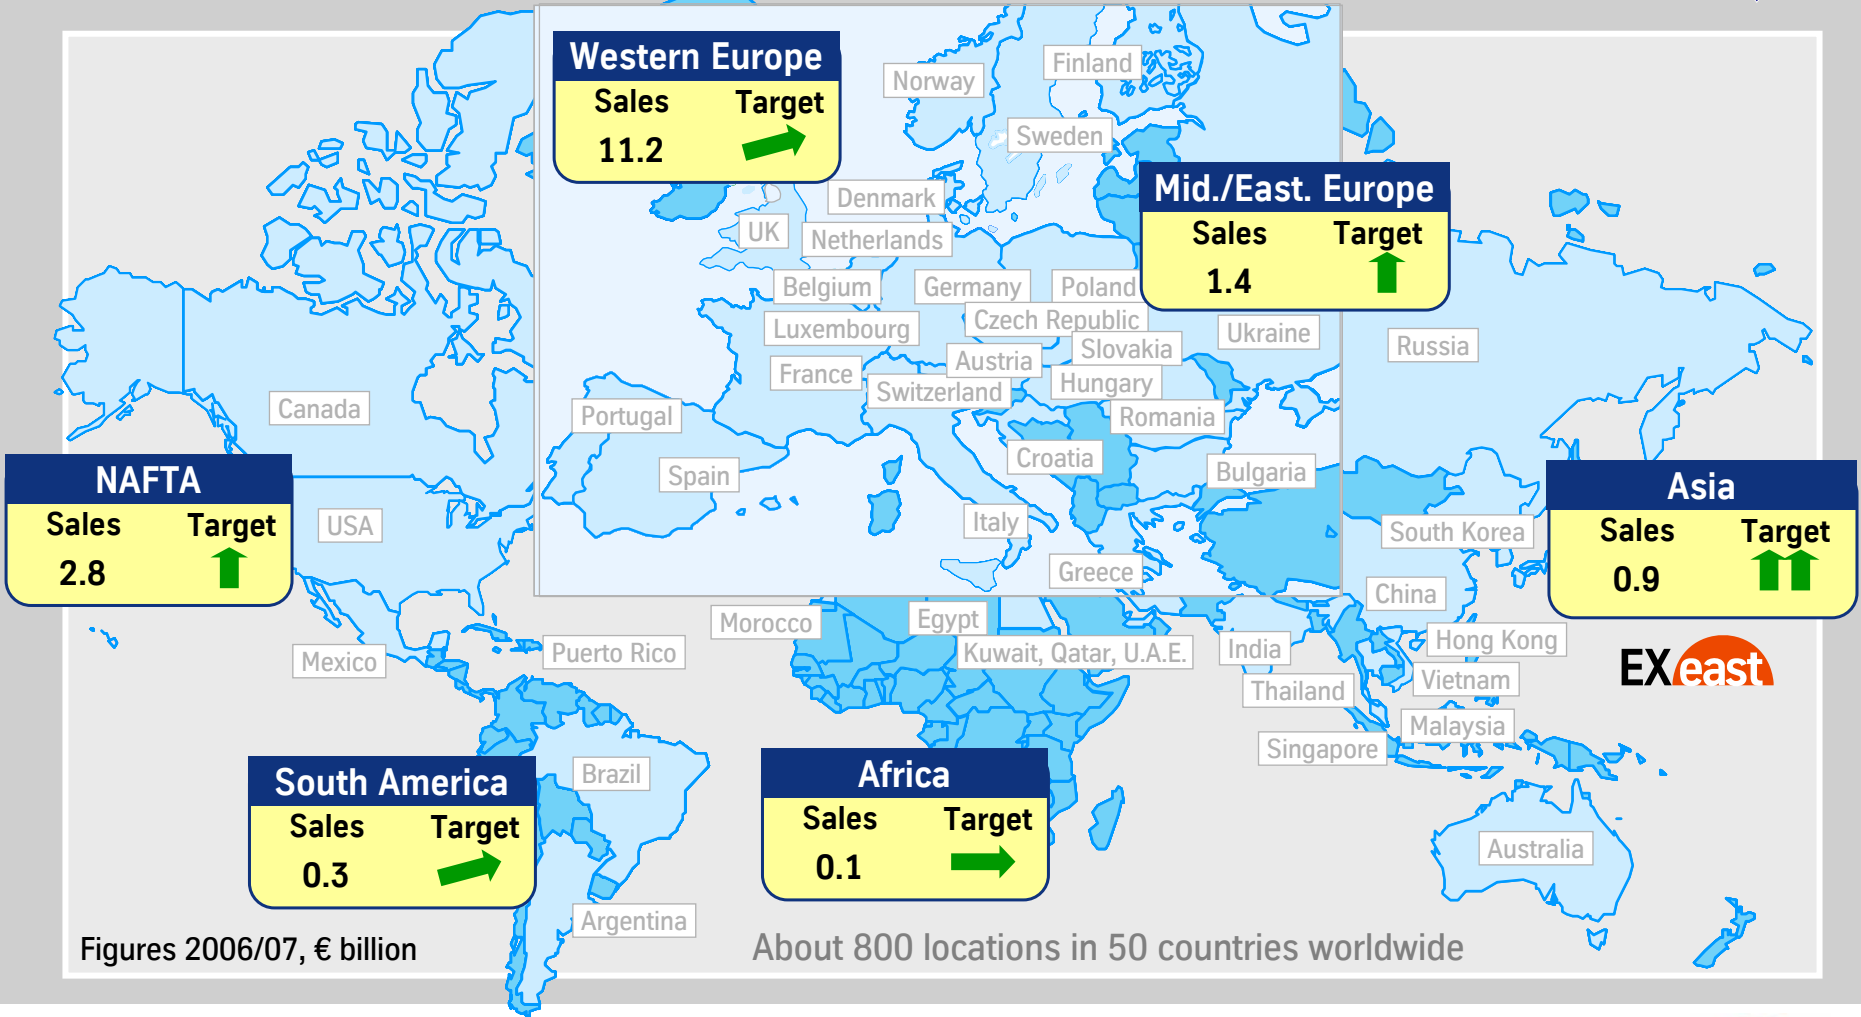 Western Europe
Sales Target
11.2
Norway
Finland
Sweden
Denmark
UK
Netherlands
Mid./East. Europe
Sales Target
1.4
Belgium
Germany
Poland
Luxembourg
Czech Republic
Ukraine
Russia
France
Austria
Slovakia
Switzerland
Hungary
Canada
Portugal
Romania
Spain
Croatia
Bulgaria
NAFTA
Sales Target
2.8
USA
Italy
Greece
South Korea
Asia
Sales Target
0.9
China
Morocco
Egypt
Mexico
Puerto Rico
Kuwait, Qatar, U.A.E.
India
Hong Kong
EXeast
Thailand
Vietnam
Malaysia
Singapore
South America
Sales Target
0.3
Brazil
Africa
Sales Target
0.1
Australia
Argentina
Figures 2006/07, € billion
About 800 locations in 50 countries worldwide